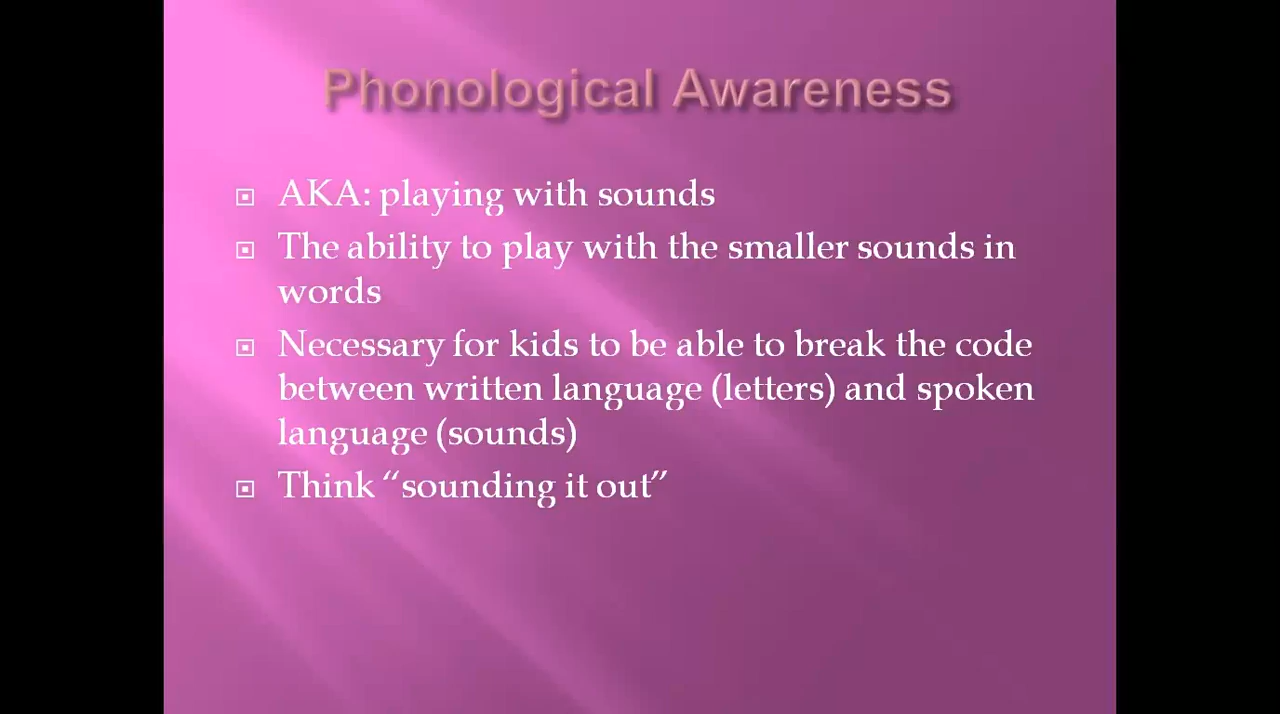 Phonological Awareness
AKA: playing with sounds
The ability to play with the smaller sounds in
words
Necessary for kids to be able to break the code
between written language (letters) and spoken
language (sounds)
Think “sounding it out”